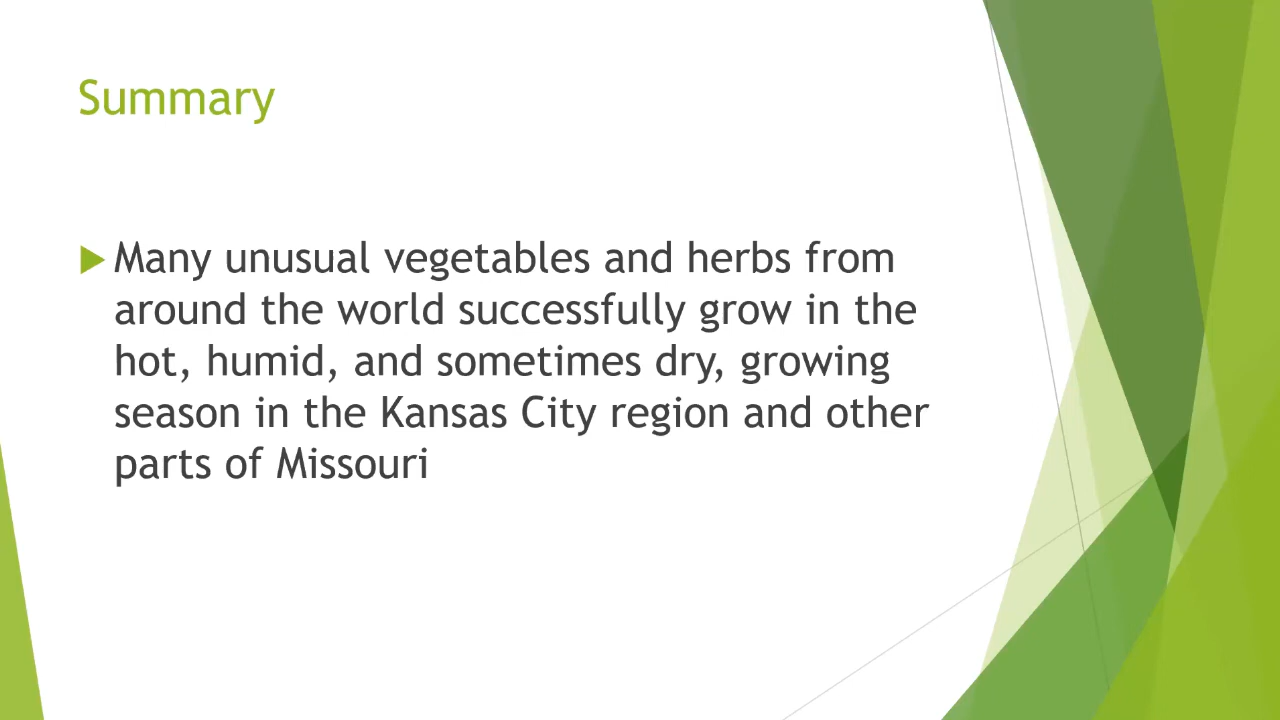 Summary
Many unusual vegetables and herbs from
around the world successfully grow in the
hot, humid, and sometimes dry, growing
season in the Kansas City region and other
parts of Missouri